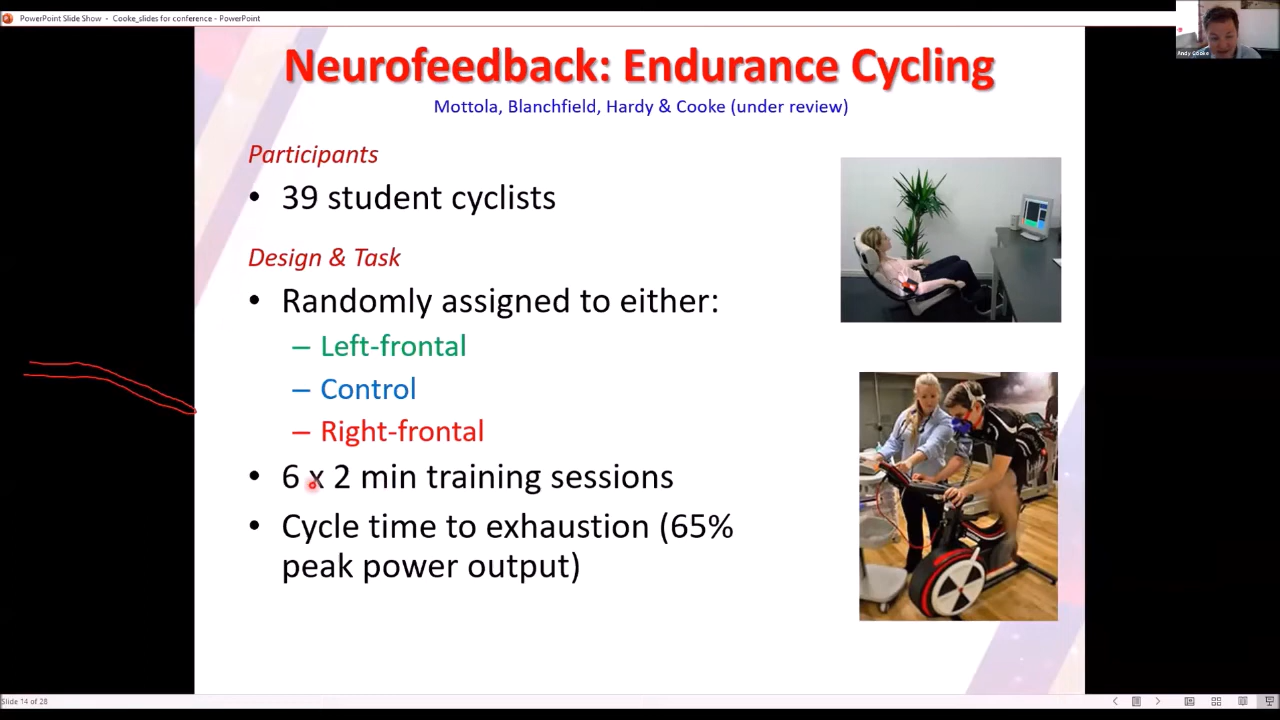 PowerPoint Slide Show - Cooke_slides for conference - PowerPoint
Andy Cooke
Neurofeedback: Endurance Cycling
Mottola, Blanchfield, Hardy & Cooke (under review)
Participants
• 39 student cyclists
Design & Task
• Randomly assigned to either:
– Left-frontal
– Control
– Right-frontal
• 6 x 2 min training sessions
• Cycle time to exhaustion (65%
peak power output)
Slide 14 of 28